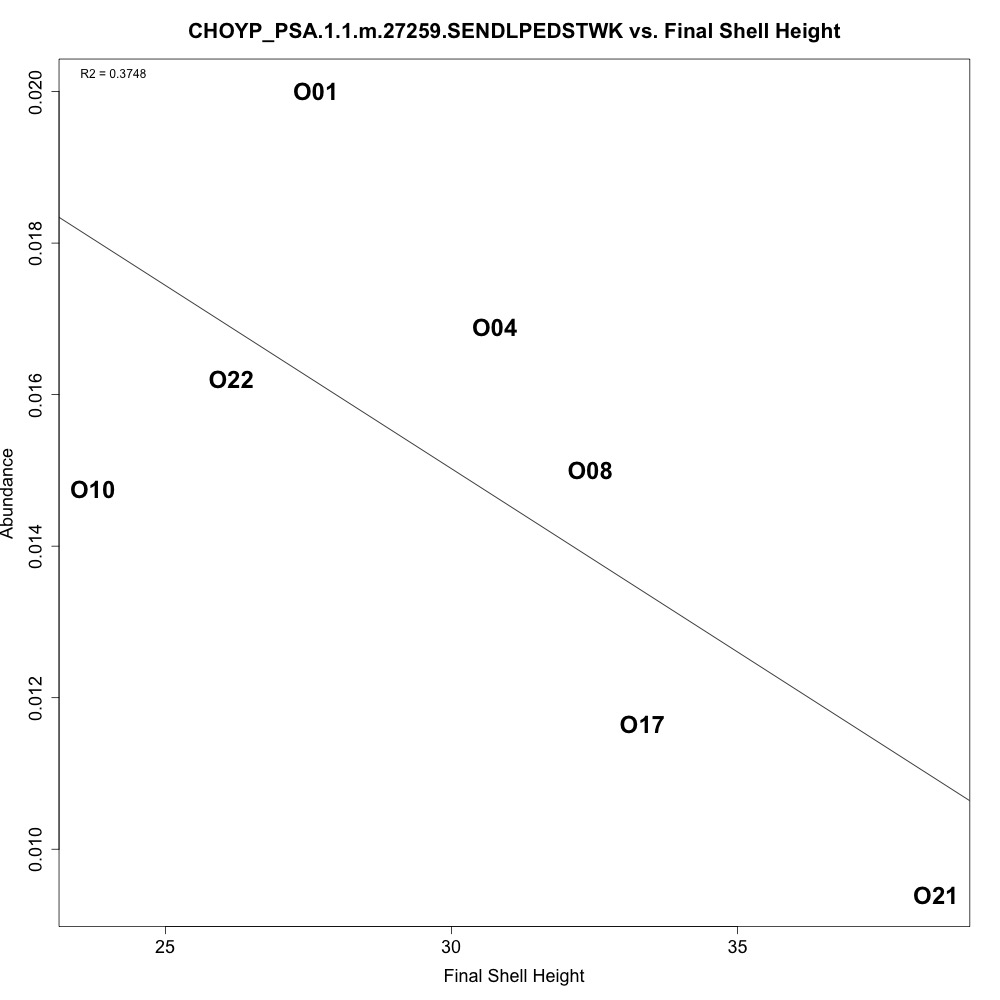 CHOYP_PSA.1.1.m.27259.SENDLPEDSTWK vs. Final Shell Height
R2 = 0.3748
0.020
0.018
0.016
0.014
0.012
0.010
Abundance
O01
O04
O22
O08
O10
O17
O21
25 30 35
Final Shell Height